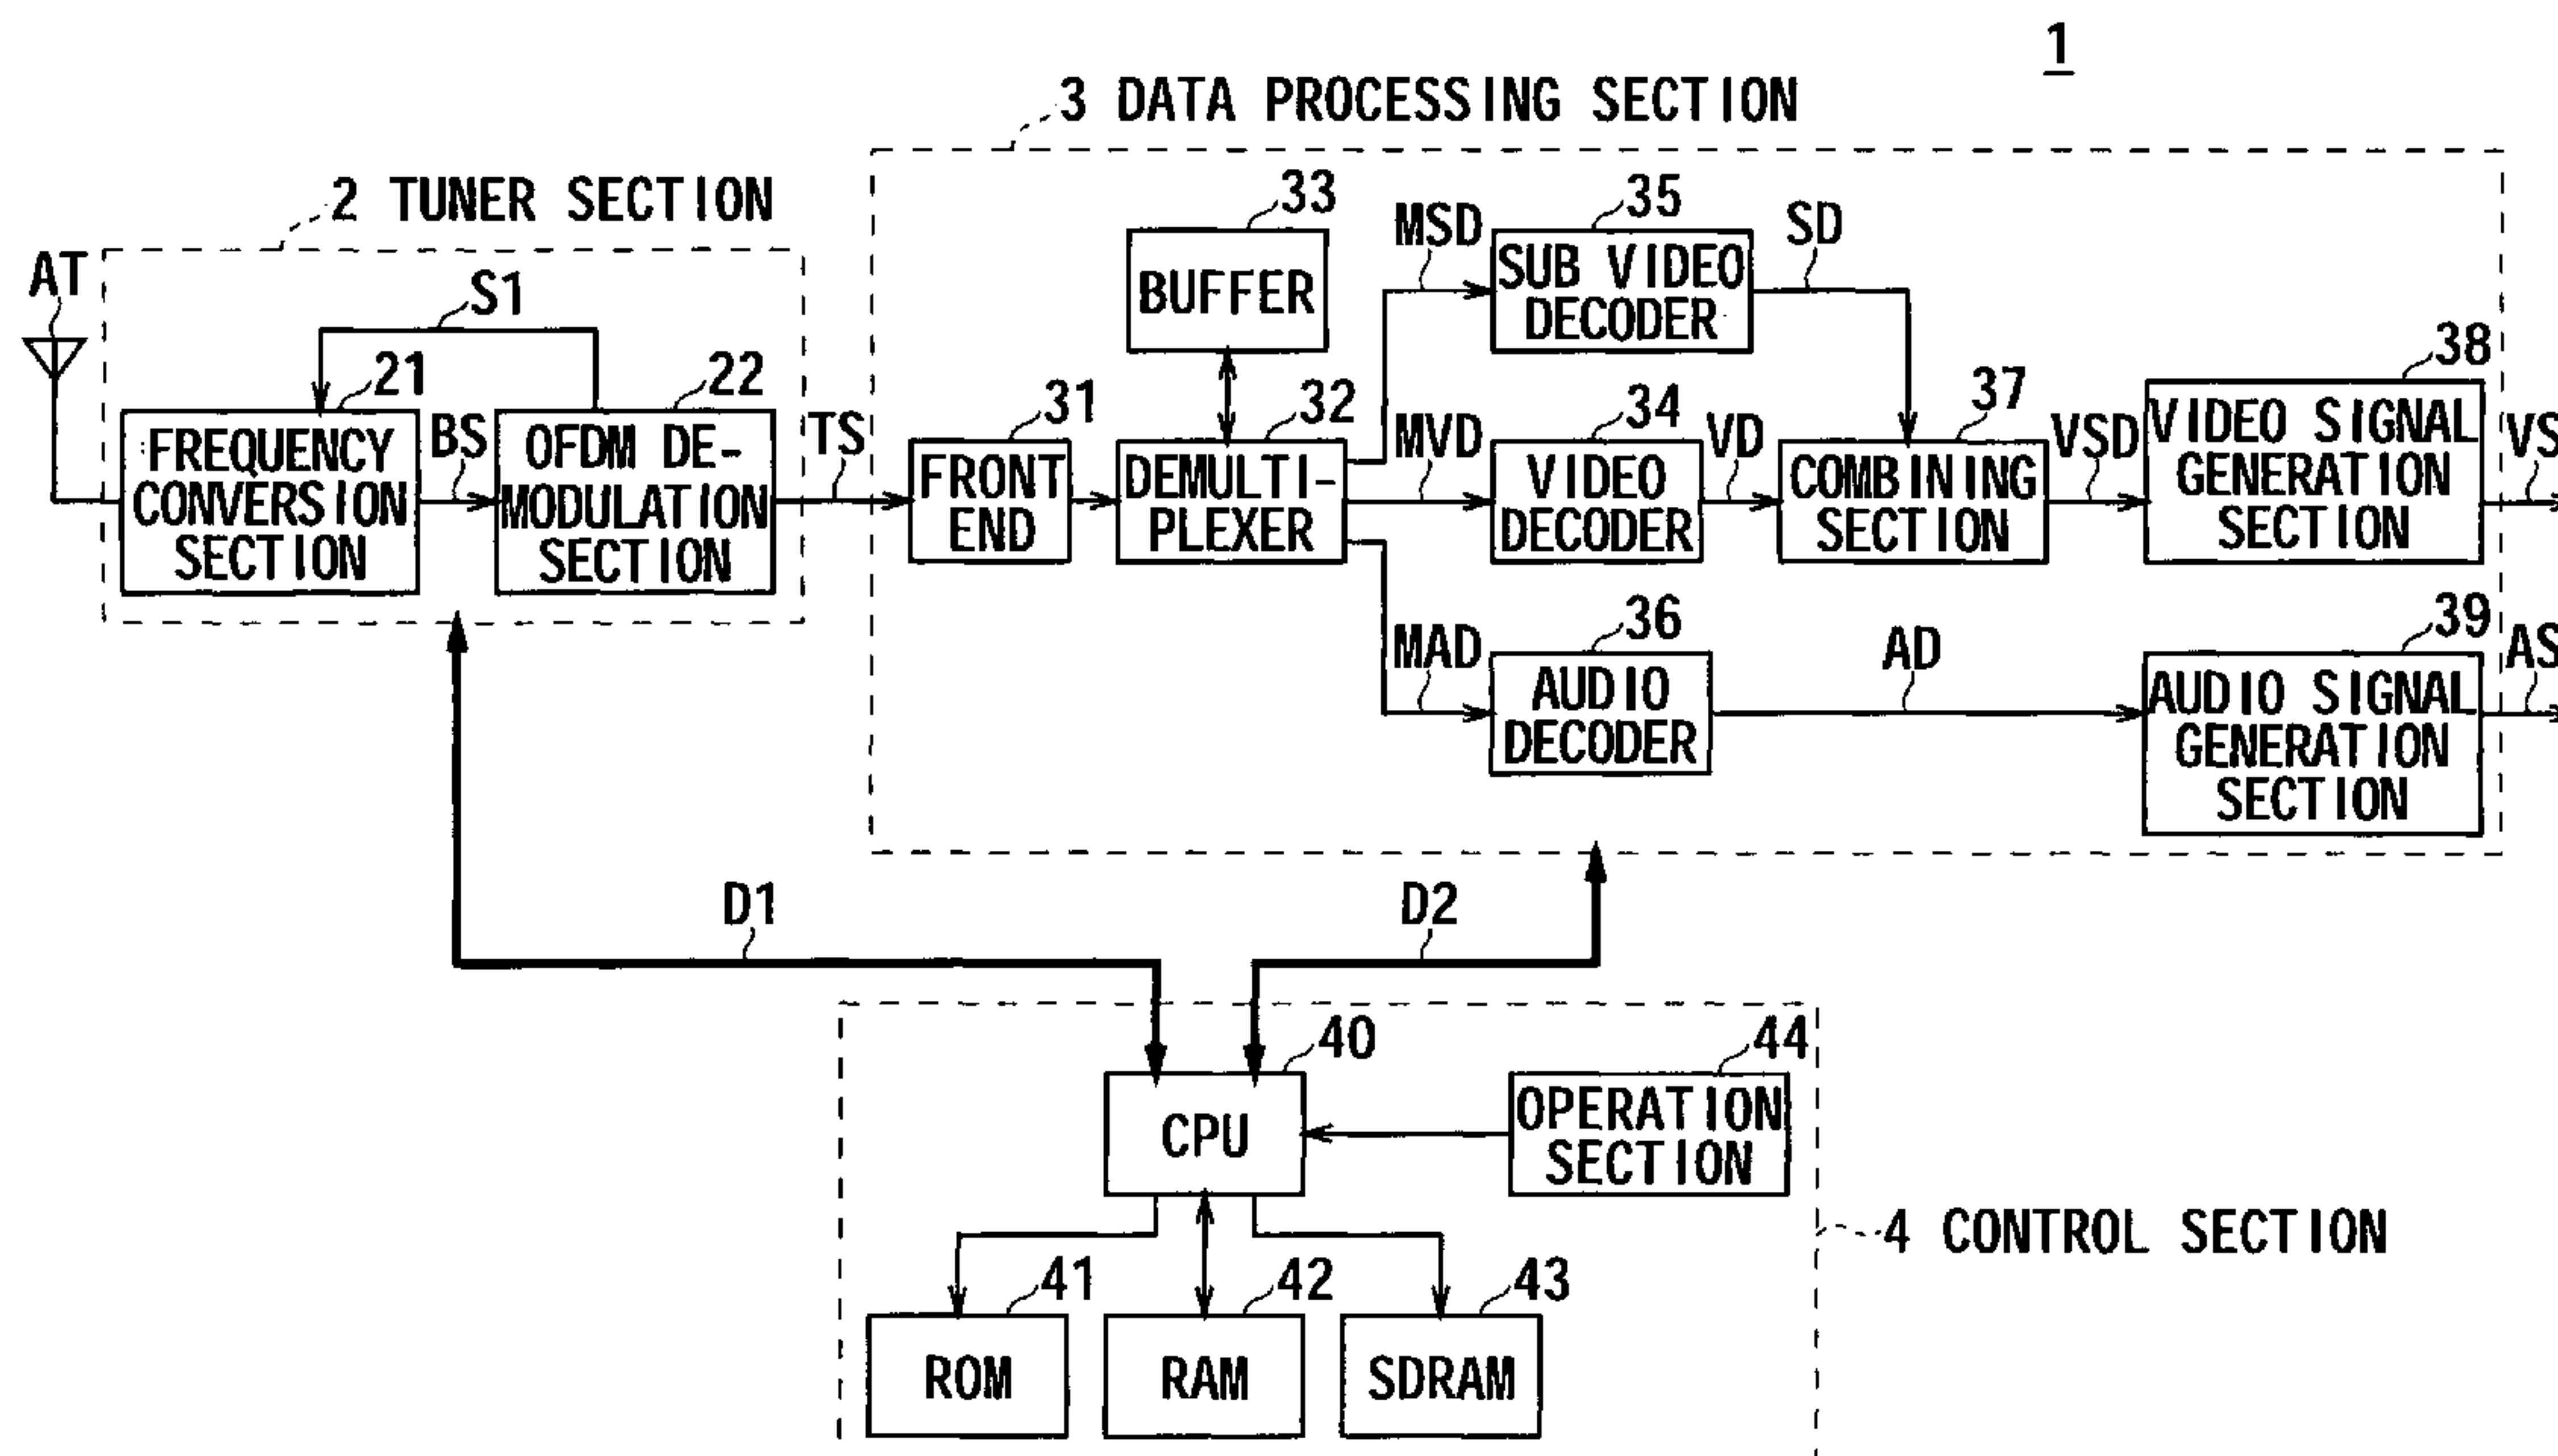 1
3 DATA PROCESSING SECTION
2 TUNER SECTION
AT
S1
21
22
FREQUENCY
CONVERSION
SECTION
BS
OFDM DE-
MODULATION
SECTION
TS
33
BUFFER
31
FRONT
END
32
DEMULTI-
PLEXER
MSD
35
SUB VIDEO
DECODER
SD
MVD
34
VIDEO
DECODER
VD
37
COMBINING
SECTION
VSD
38
VIDEO SIGNAL
GENERATION
SECTION
VS
MAD
36
AUDIO
DECODER
AD
39
AUDIO SIGNAL
GENERATION
SECTION
AS
D1
D2
40
CPU
44
OPERATION
SECTION
4 CONTROL SECTION
41
ROM
42
RAM
43
SDRAM